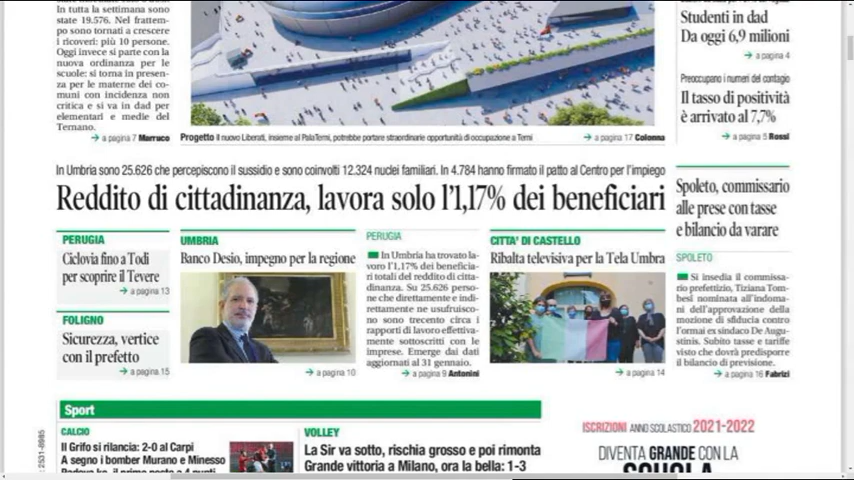 In tutta la settimana sono
state 19.576. Nel frattem-
po sono tornati a crescere
i ricoveri: più 10 persone.
Oggi invece si parte con la
nuova ordinanza per le
scuole: si torna in presen-
za per le materne dei co-
muni con incidenza non
critica e si va in dad per
elementari e medie del
Ternano.
a pagina 7 Marruco
Progetto Il nuovo Liberati, insieme al PalaTerni, potrebbe portare straordinarie opportunità di occupazione a Terni
a pagina 17 Colonna
Studenti in dad
Da oggi 6,9 milioni
a pagina 4
Preoccupano i numeri del contagio
Il tasso di positività
è arrivato al 7,7%
a pagina 5 Rossi
In Umbria sono 25.626 che percepiscono il sussidio e sono coinvolti 12.324 nuclei familiari. In 4.784 hanno firmato il patto al Centro per l'impiego
Reddito di cittadinanza, lavora solo l'1,17% dei beneficiari
PERUGIA
Ciclovia fino a Todi
per scoprire il Tevere
a pagina 13
FOLIGNO
Sicurezza, vertice
con il prefetto
a pagina 15
UMBRIA
Banco Desio, impegno per la regione
a pagina 10
PERUGIA
In Umbria ha trovato la-
voro l'1,17% dei beneficia-
ri totali del reddito di cit-
dinanza. Su 25.626 perso-
ne che direttamente e indi-
rettamente ne usufruisco-
no sono trecento circa i
rapporti di lavoro effettiva-
mente sottoscritti con le
imprese. Emerge dai dati
aggiornati al 31 gennaio.
a pagina 9 Antonini
CITTA' DI CASTELLO
Ribalta televisiva per la Tela Umbra
a pagina 14
Spoleto, commissario
alle prese con tasse
e bilancio da varare
SPOLETO
Si insedia il commissa-
rio prefettizio, Tiziana Tom-
besi nominata all'indoma-
ni dell'approvazione della
mozione di sfiducia contro
l'ormai ex sindaco De Au-
gustinis. Subito tasse e tariffe
visto che dovrà predisporre
il bilancio di previsione.
a pagina 16 Fabrizi
Sport
CALCIO
Il Grifo si rilancia: 2-0 al Carpi
A segno i bomber Murano e Minesso
VOLLEY
La Sir va sotto, rischia grosso e poi rimonta
Grande vittoria a Milano, ora la bella: 1-3
ISCRIZIONI ANNO SCOLASTICO 2021-2022
DIVENTA GRANDE CON LA
SCUOLA
2531-8985